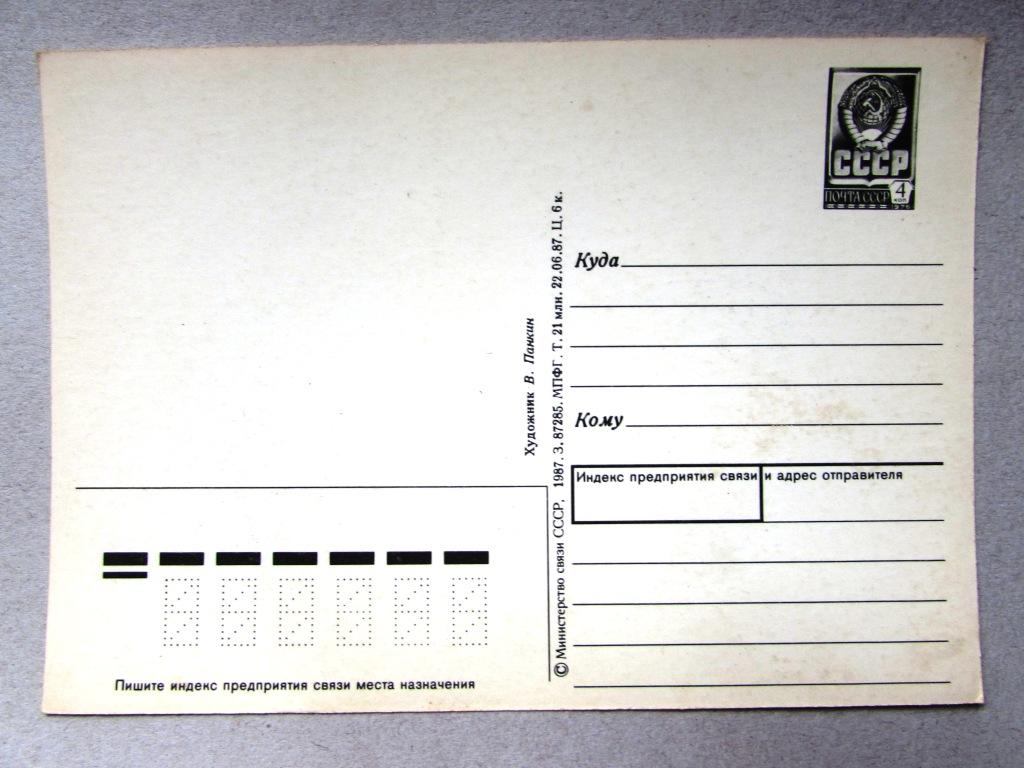 СССР
ПОЧТА СССР 4 КОП
Куда
Кому
Индекс предприятия связи и адрес отправителя
Художник В. Панкин
© Министерство связи СССР, 1987. З. 87285. МПФГ. Т. 21 млн. 22.06.87. Ц. 6 к.
Пишите индекс предприятия связи места назначения